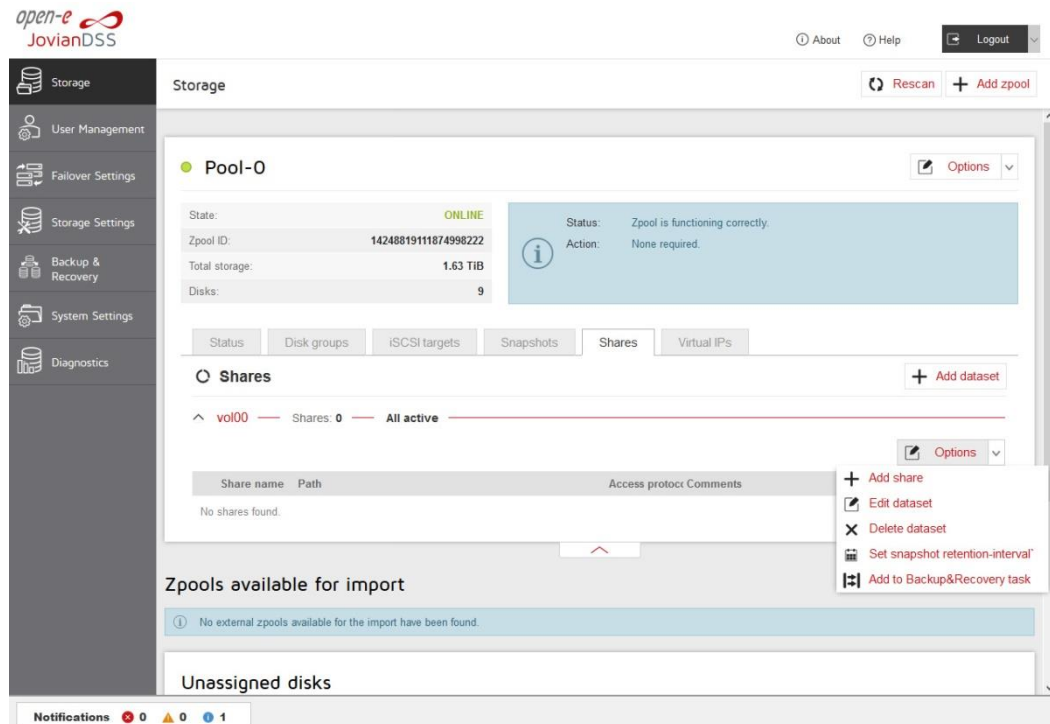 open-e
JovianDSS
About
Help
Logout
Storage
User Management
Failover Settings
Storage Settings
Backup &
Recovery
System Settings
Diagnostics
Storage
Rescan
Add zpool
Pool-0
Options
State: ONLINE
Zpool ID: 14248819111874998222
Total storage: 1.63 TiB
Disks: 9
Status: Zpool is functioning correctly.
Action: None required.
Status Disk groups iSCSI targets Snapshots Shares Virtual IPs
Shares
Add dataset
vol00 Shares: 0 All active
Options
Share name Path Access protoc Comments
No shares found.
Add share
Edit dataset
Delete dataset
Set snapshot retention-interval
Add to Backup&Recovery task
Zpools available for import
No external zpools available for the import have been found.
Unassigned disks
Notifications 0 0 1